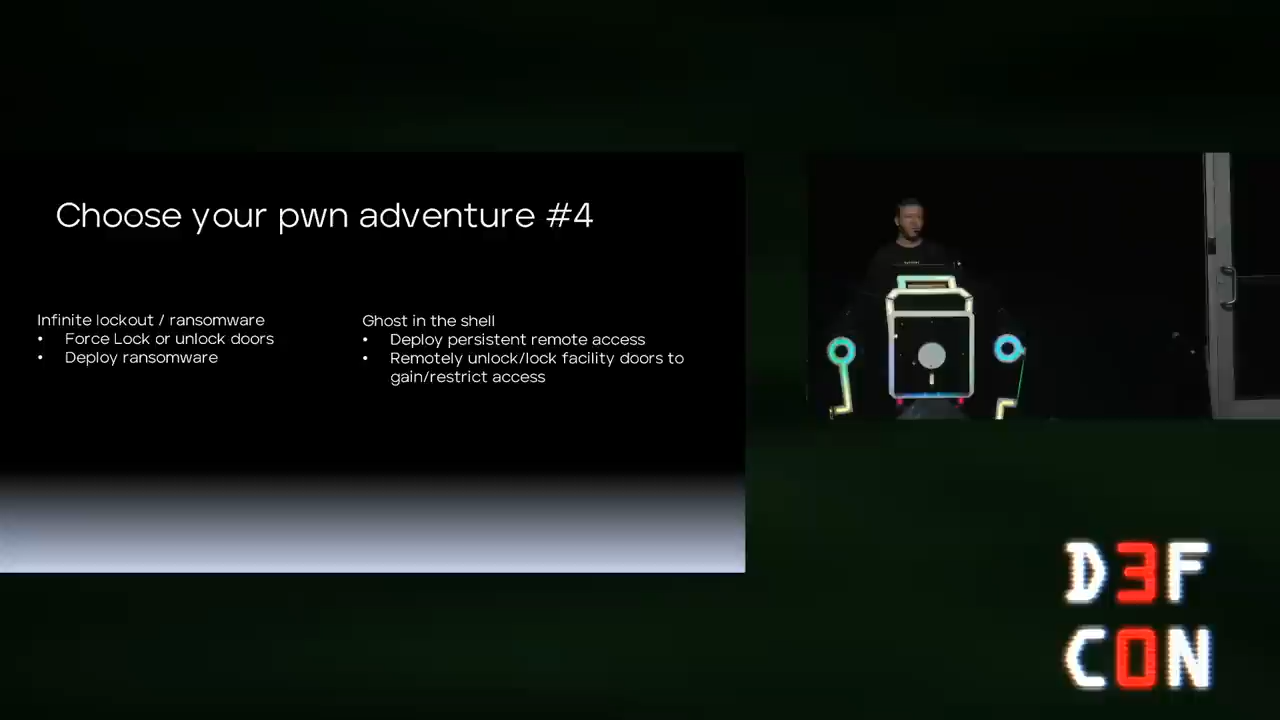 Choose your pwn adventure #4
Infinite lockout / ransomware
• Force Lock or unlock doors
• Deploy ransomware
Ghost in the shell
• Deploy persistent remote access
• Remotely unlock/lock facility doors to
gain/restrict access
D3F
C0N